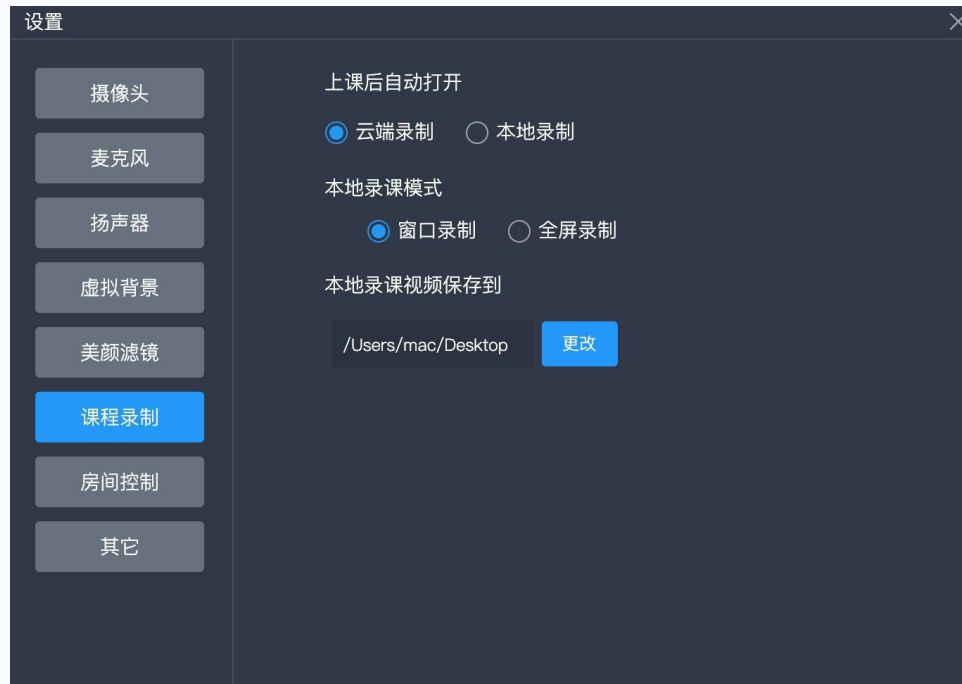 设置
摄像头
麦克风
扬声器
虚拟背景
美颜滤镜
课程录制
房间控制
其它
上课后自动打开
云端录制 本地录制
本地录课模式
窗口录制 全屏录制
本地录课视频保存到
/Users/mac/Desktop 更改